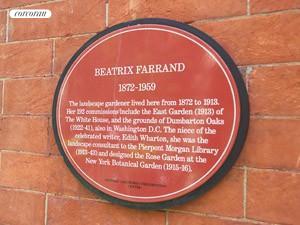 corcoran
BEATRIX FARRAND
1872-1959
The landscape gardener lived here from 1872 to 1913.
Her 192 commissions include the East Garden (1913) of
The White House, and the grounds of Dumbarton Oaks
(1922-41), also in Washington D.C. The niece of the
celebrated writer, Edith Wharton, she was the
landscape consultant to the Pierpont Morgan Library
(1913-43) and designed the Rose Garden at the
New York Botanical Garden (1915-16).
CENTER